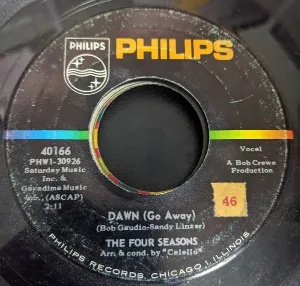 PHILIPS
PHILIPS
40166
PHW1-30926
Saturday Music
Inc. &
Gavadima Music
Inc., (ASCAP)
2:11
Vocal
A Bob Crewe
Production
46
DAWN (Go Away)
(Bob Gaudio-Sandy Linzer)
THE FOUR SEASONS
Arr. & cond. by "Calello"
PHILIPS RECORDS, CHICAGO 1, ILLINOIS